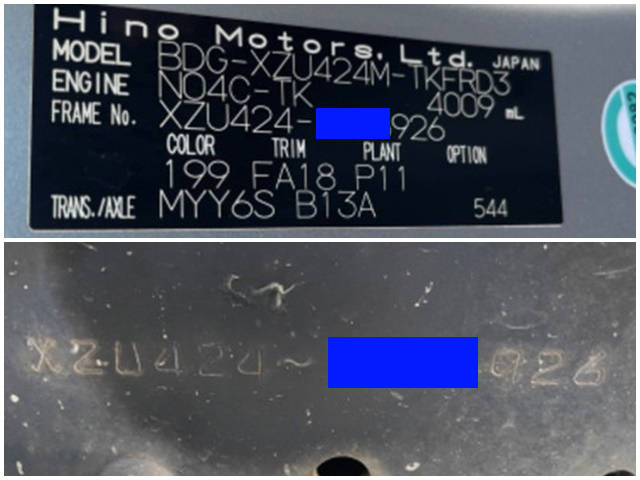 Hino Motors, Ltd. JAPAN
MODEL BDG-XZU424M-TKFRD3
ENGINE N04C-TK 4009 mL
FRAME No. XZU424- 926
COLOR TRIM PLANT OPTION
199 FA18 P11
TRANS./AXLE MYY6S B13A 544
XZU424- 926